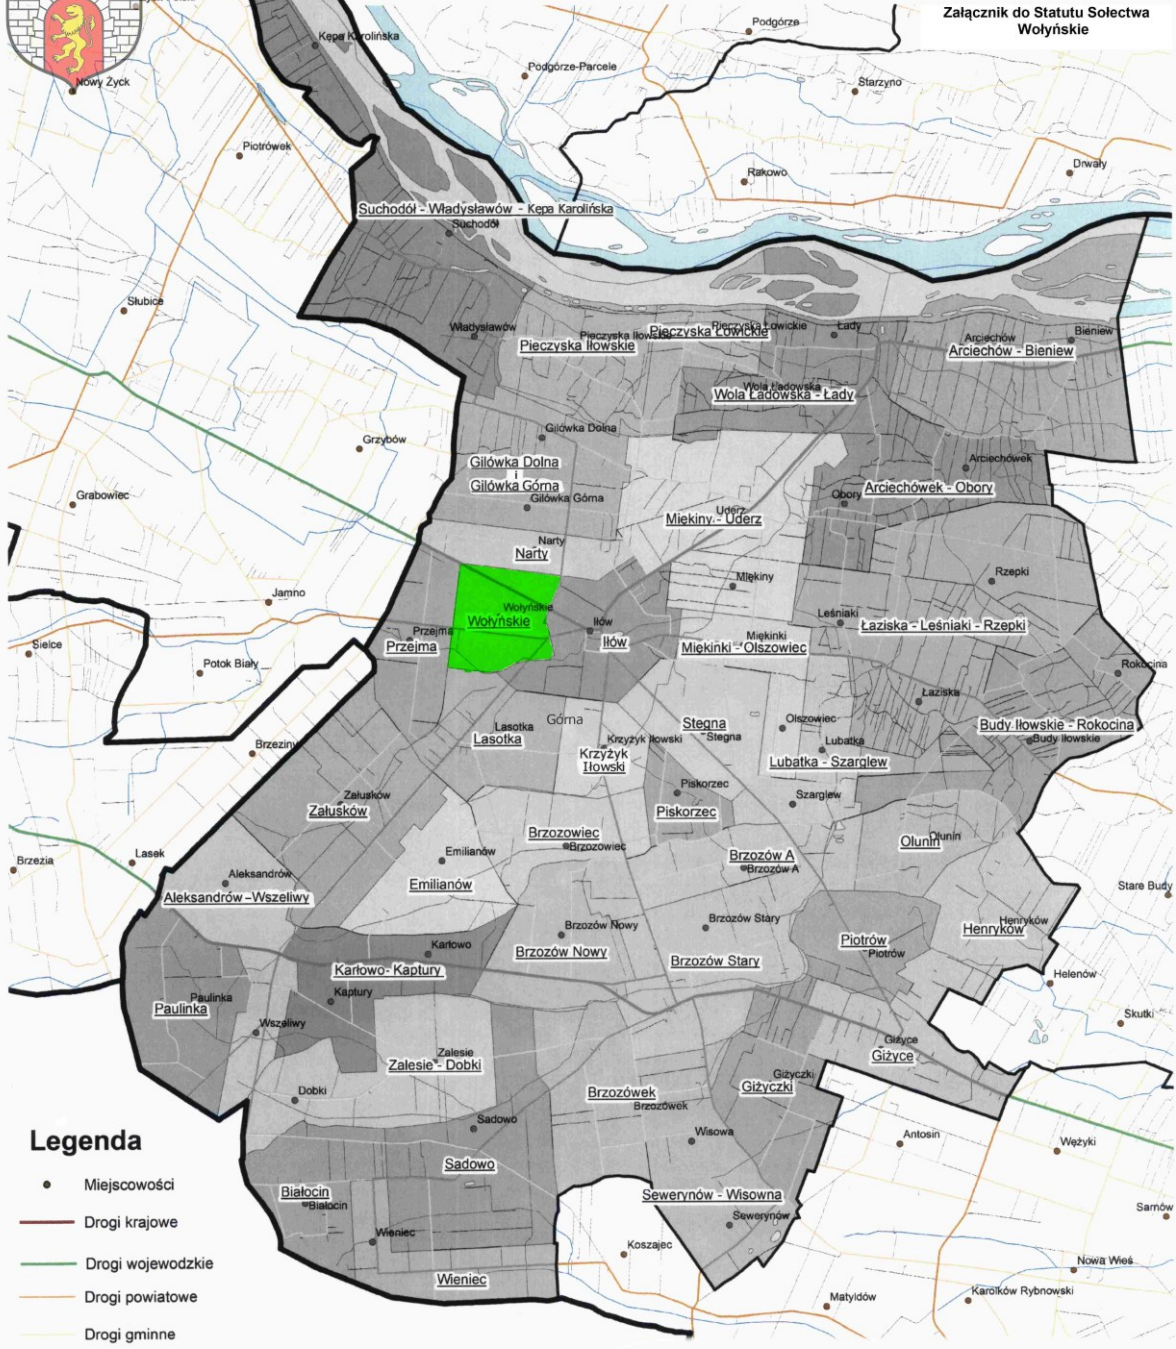 Załącznik do Statutu Sołectwa
Wołyńskie
Podgórze
Kępa Karolińska
Podgórze-Parcele
Starzyno
Nowy Życk
Piotrówek
Drwały
Rakowo
Suchodół - Władysławów - Kępa Karolińska
Suchodół
Słubice
Władysławów
Pieczyska Iłowskie
Pieczyska Łowickie
Pieczyska Łowickie
Łady
Arciechów
Bieniew
Pieczyska Iłowskie
Arciechów - Bieniew
Wola Ładowska
Wola Ładowska - Łady
Gilówka Dolna
Grzybów
Gilówka Dolna
i
Gilówka Górna
Arciechówek
Grabowiec
Gilówka Górna
Obory
Arciechówek - Obory
Uderz
Miękiny - Uderz
Narty
Narty
Miękiny
Rzepki
Jamno
Wołyńskie
Wołyńskie
Iłów
Iłów
Leśniaki
Łaziska - Leśniaki - Rzepki
Sielce
Przejma
Przejma
Miękinki
Miękinki - Olszowiec
Potok Biały
Rokocina
Łaziska
Górna
Lasotka
Lasotka
Stegna
Stegna
Olszowiec
Budy Iłowskie - Rokocina
Budy Iłowskie
Brzeziny
Krzyżyk Iłowski
Krzyżyk
Iłowski
Lubatka
Lubatka - Szarglew
Załusków
Załusków
Piskorzec
Piskorzec
Szarglew
Brzozowiec
Brzozowiec
Olunin
Olunin
Brzezia
Lasek
Emilianów
Emilianów
Brzozów A
Brzozów A
Aleksandrów
Aleksandrów - Wszeliwy
Stare Budy
Brzozów Nowy
Brzozów Nowy
Brzozów Stary
Brzozów Stary
Henryków
Henryków
Karłowo
Karłowo- Kaptury
Piotrów
Piotrów
Helenów
Kaptury
Paulinka
Paulinka
Wszeliwy
Skutki
Giżyce
Giżyce
Zalesie
Zalesie - Dobki
Dobki
Giżyczki
Giżyczki
Brzozówek
Brzozówek
Sadowo
Sadowo
Wisowa
Antosin
Wężyki
Legenda
Miejscowości
Drogi krajowe
Drogi wojewodzkie
Drogi powiatowe
Drogi gminne
Białocin
Białocin
Sewerynów - Wisowna
Sewerynów
Sarnów
Wieniec
Wieniec
Koszajec
Nowa Wieś
Matyldów
Karolków Rybnowski